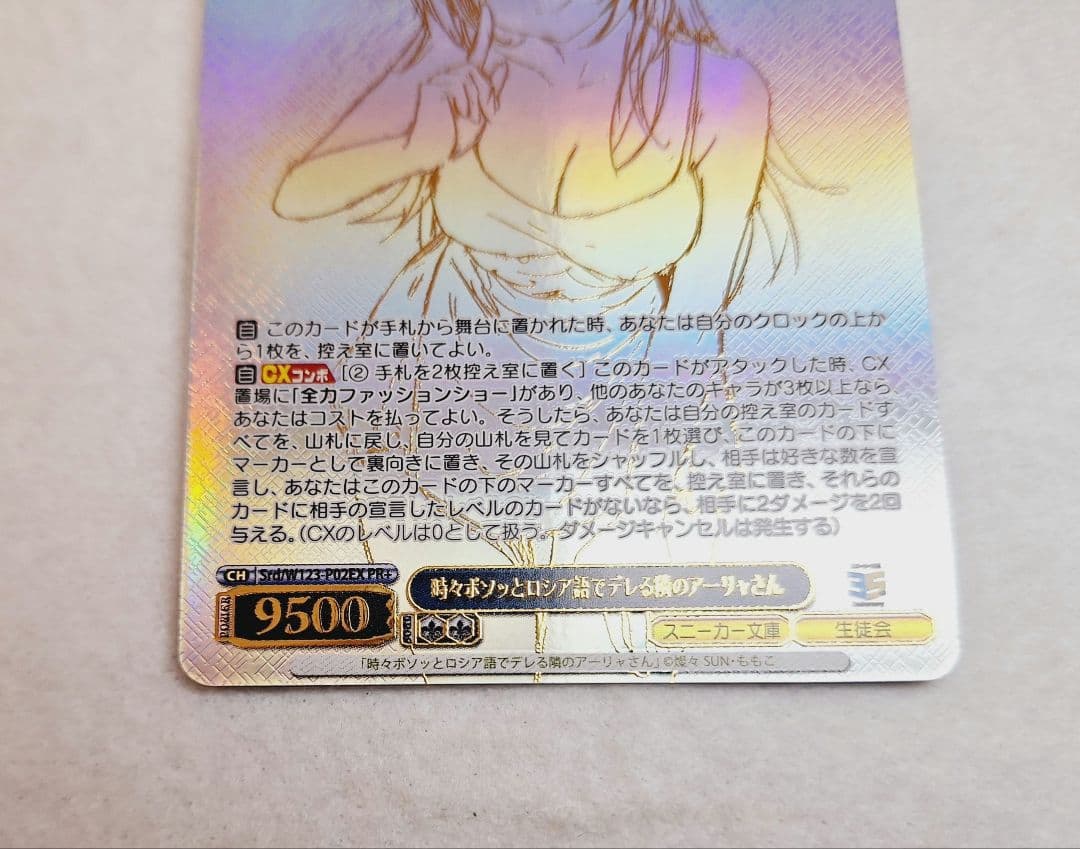 自 このカードが手札から舞台に置かれた時、あなたは自分のクロックの上か
ら1枚を、控え室に置いてよい。
自 CXコンボ [② 手札を2枚控え室に置く] このカードがアタックした時、CX
置場に「全力ファッションショー」があり、他のあなたのキャラが3枚以上なら、
あなたはコストを払ってよい。そうしたら、あなたは自分の控え室のカードす
べてを、山札に戻し、自分の山札を見てカードを1枚選び、このカードの下に
マーカーとして裏向きに置き、その山札をシャッフルし、相手は好きな数を宣
言し、あなたはこのカードの下のマーカーすべてを、控え室に置き、それらの
カードに相手の宣言したレベルのカードがないなら、相手に2ダメージを2回
与える。(CXのレベルは0として扱う。ダメージキャンセルは発生する)
CH Srd/W123-P02EX PR+
時々ボソッとロシア語でデレる隣のアーリャさん
POWER 9500 SOUL
スニーカー文庫 生徒会
「時々ボソッとロシア語でデレる隣のアーリャさん」©燦々SUN・ももこ